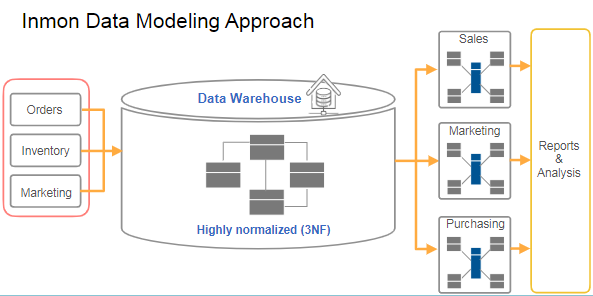 Inmon Data Modeling Approach
Orders
Inventory
Marketing
Data Warehouse
Highly normalized (3NF)
Sales
Marketing
Purchasing
Reports
&
Analysis